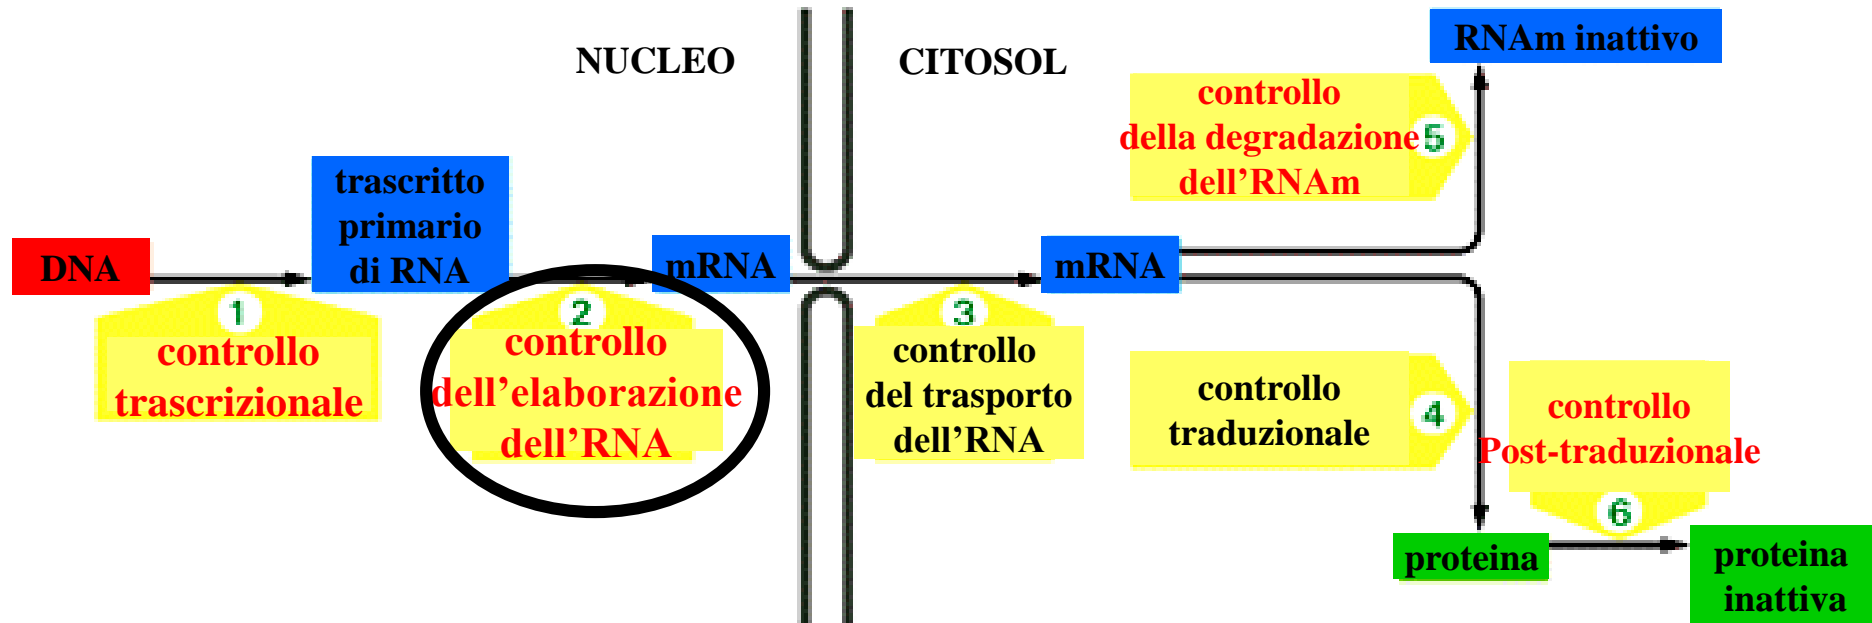 NUCLEO
CITOSOL
RNAm inattivo
controllo
della degradazione
dell’RNAm
5
trascritto
primario
di RNA
DNA
mRNA
mRNA
1
controllo
trascrizionale
2
controllo
dell’elaborazione
dell’RNA
3
controllo
del trasporto
dell’RNA
controllo
traduzionale
4
controllo
Post-traduzionale
6
proteina
proteina
inattiva